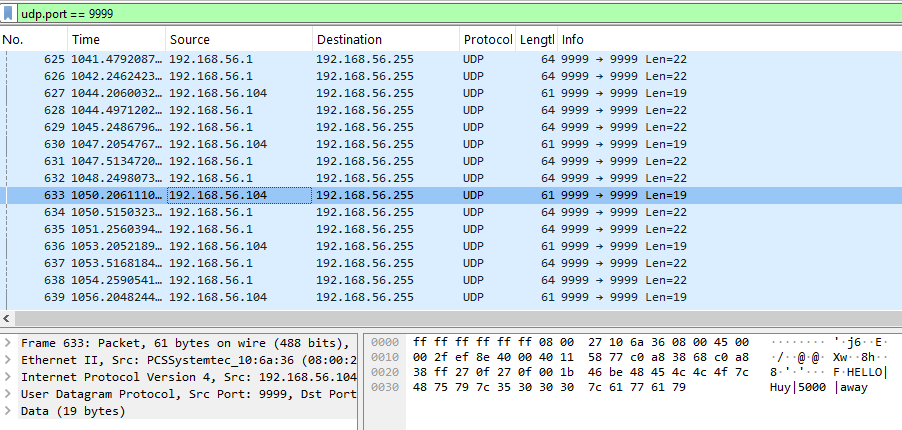 udp.port == 9999
No. Time Source Destination Protocol Lengtl Info
625 1041.4792087… 192.168.56.1 192.168.56.255 UDP 64 9999 → 9999 Len=22
626 1042.2462423… 192.168.56.1 192.168.56.255 UDP 64 9999 → 9999 Len=22
627 1044.2060032… 192.168.56.104 192.168.56.255 UDP 61 9999 → 9999 Len=19
628 1044.4971202… 192.168.56.1 192.168.56.255 UDP 64 9999 → 9999 Len=22
629 1045.2486796… 192.168.56.1 192.168.56.255 UDP 64 9999 → 9999 Len=22
630 1047.2054767… 192.168.56.104 192.168.56.255 UDP 61 9999 → 9999 Len=19
631 1047.5134720… 192.168.56.1 192.168.56.255 UDP 64 9999 → 9999 Len=22
632 1048.2498073… 192.168.56.1 192.168.56.255 UDP 64 9999 → 9999 Len=22
633 1050.2061110… 192.168.56.104 192.168.56.255 UDP 61 9999 → 9999 Len=19
634 1050.5150323… 192.168.56.1 192.168.56.255 UDP 64 9999 → 9999 Len=22
635 1051.2560394… 192.168.56.1 192.168.56.255 UDP 64 9999 → 9999 Len=22
636 1053.2052189… 192.168.56.104 192.168.56.255 UDP 61 9999 → 9999 Len=19
637 1053.5168184… 192.168.56.1 192.168.56.255 UDP 64 9999 → 9999 Len=22
638 1054.2590541… 192.168.56.1 192.168.56.255 UDP 64 9999 → 9999 Len=22
639 1056.2048244… 192.168.56.104 192.168.56.255 UDP 61 9999 → 9999 Len=19
Frame 633: Packet, 61 bytes on wire (488 bits),
Ethernet II, Src: PCSSystemtec_10:6a:36 (08:00:2
Internet Protocol Version 4, Src: 192.168.56.104
User Datagram Protocol, Src Port: 9999, Dst Port
Data (19 bytes)
0000 ff ff ff ff ff ff 08 00 27 10 6a 36 08 00 45 00 ········ '·j6··E·
0010 00 2f ef 8e 40 00 40 11 58 77 c0 a8 38 68 c0 a8 ·/··@·@· Xw··8h··
0020 38 ff 27 0f 27 0f 00 1b 46 be 48 45 4c 4c 4f 7c 8·'·'··· F·HELLO|
0030 48 75 79 7c 35 30 30 30 7c 61 77 61 79 Huy|5000 |away